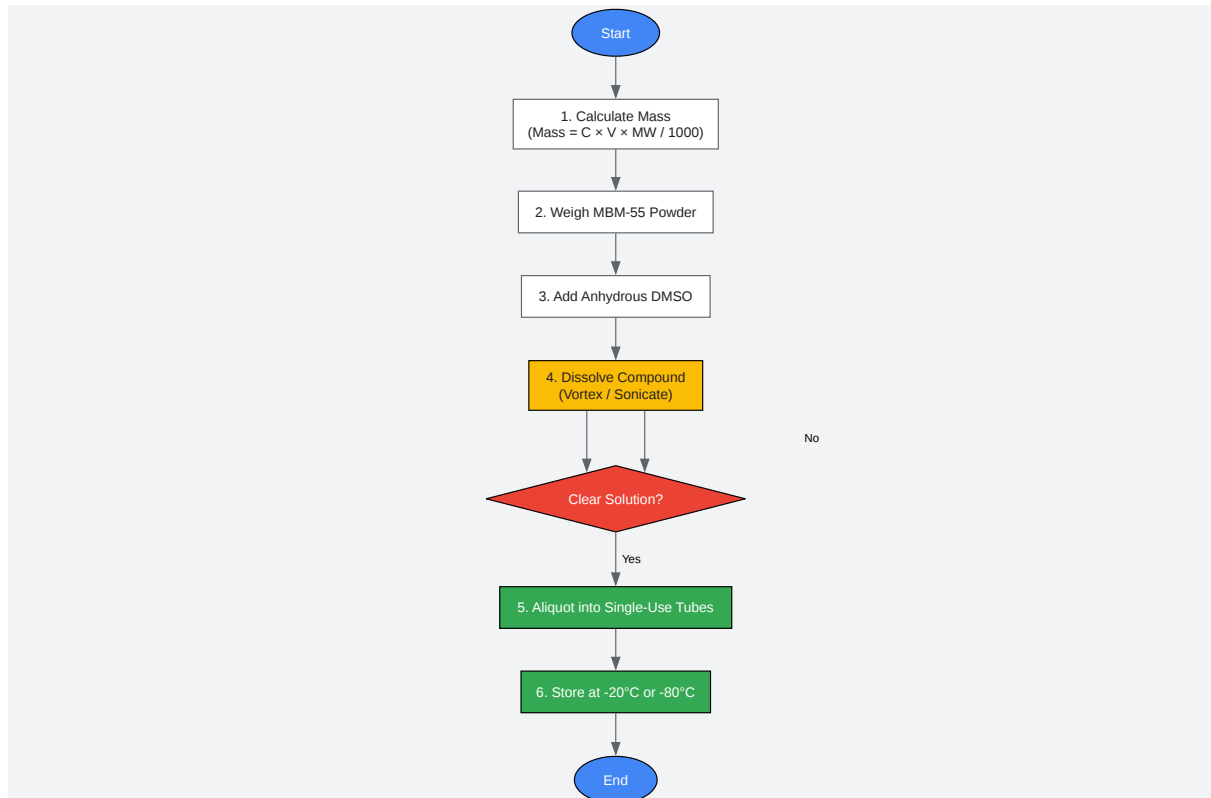 Start
1. Calculate Mass
(Mass = C × V × MW / 1000)
2. Weigh MBM-55 Powder
3. Add Anhydrous DMSO
4. Dissolve Compound
(Vortex / Sonicate)
No
Clear Solution?
Yes
5. Aliquot into Single-Use Tubes
6. Store at -20°C or -80°C
End